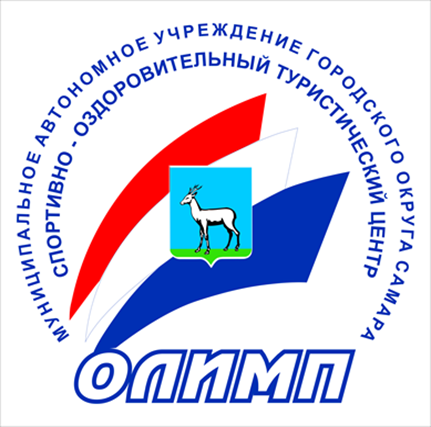 МУНИЦИПАЛЬНОЕ АВТОНОМНОЕ УЧРЕЖДЕНИЕ ГОРОДСКОГО ОКРУГА САМАРА
СПОРТИВНО - ОЗДОРОВИТЕЛЬНЫЙ ТУРИСТИЧЕСКИЙ ЦЕНТР
ОЛИМП